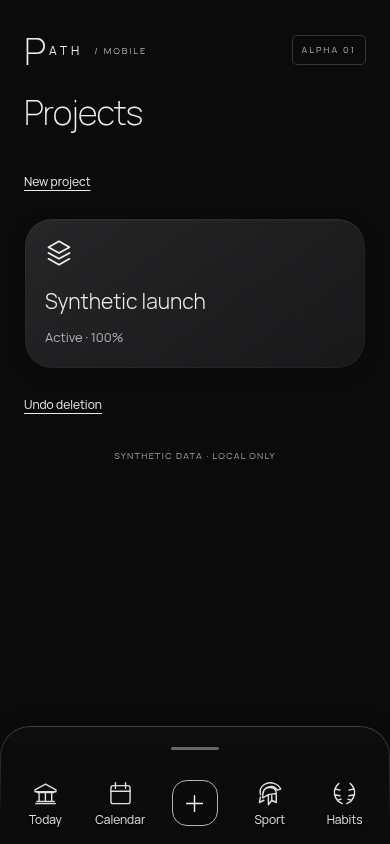 PATH / MOBILE
ALPHA 01
Projects
New project
Synthetic launch
Active · 100%
Undo deletion
SYNTHETIC DATA · LOCAL ONLY
Today
Calendar
Sport
Habits